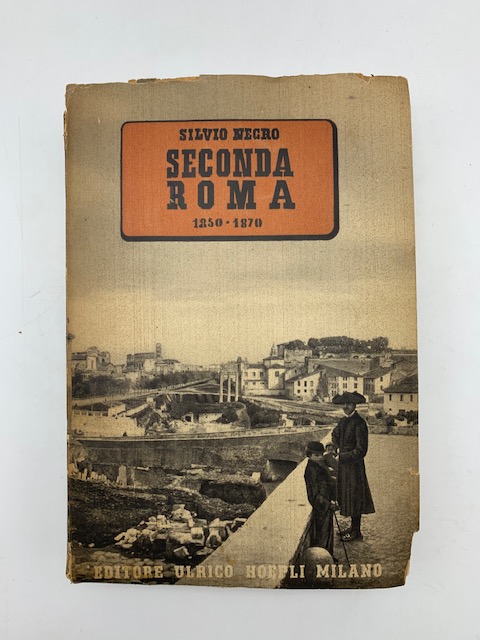 SILVIO NEGRO
SECONDA
ROMA
1850-1870
EDITORE ULRICO HOEPLI MILANO